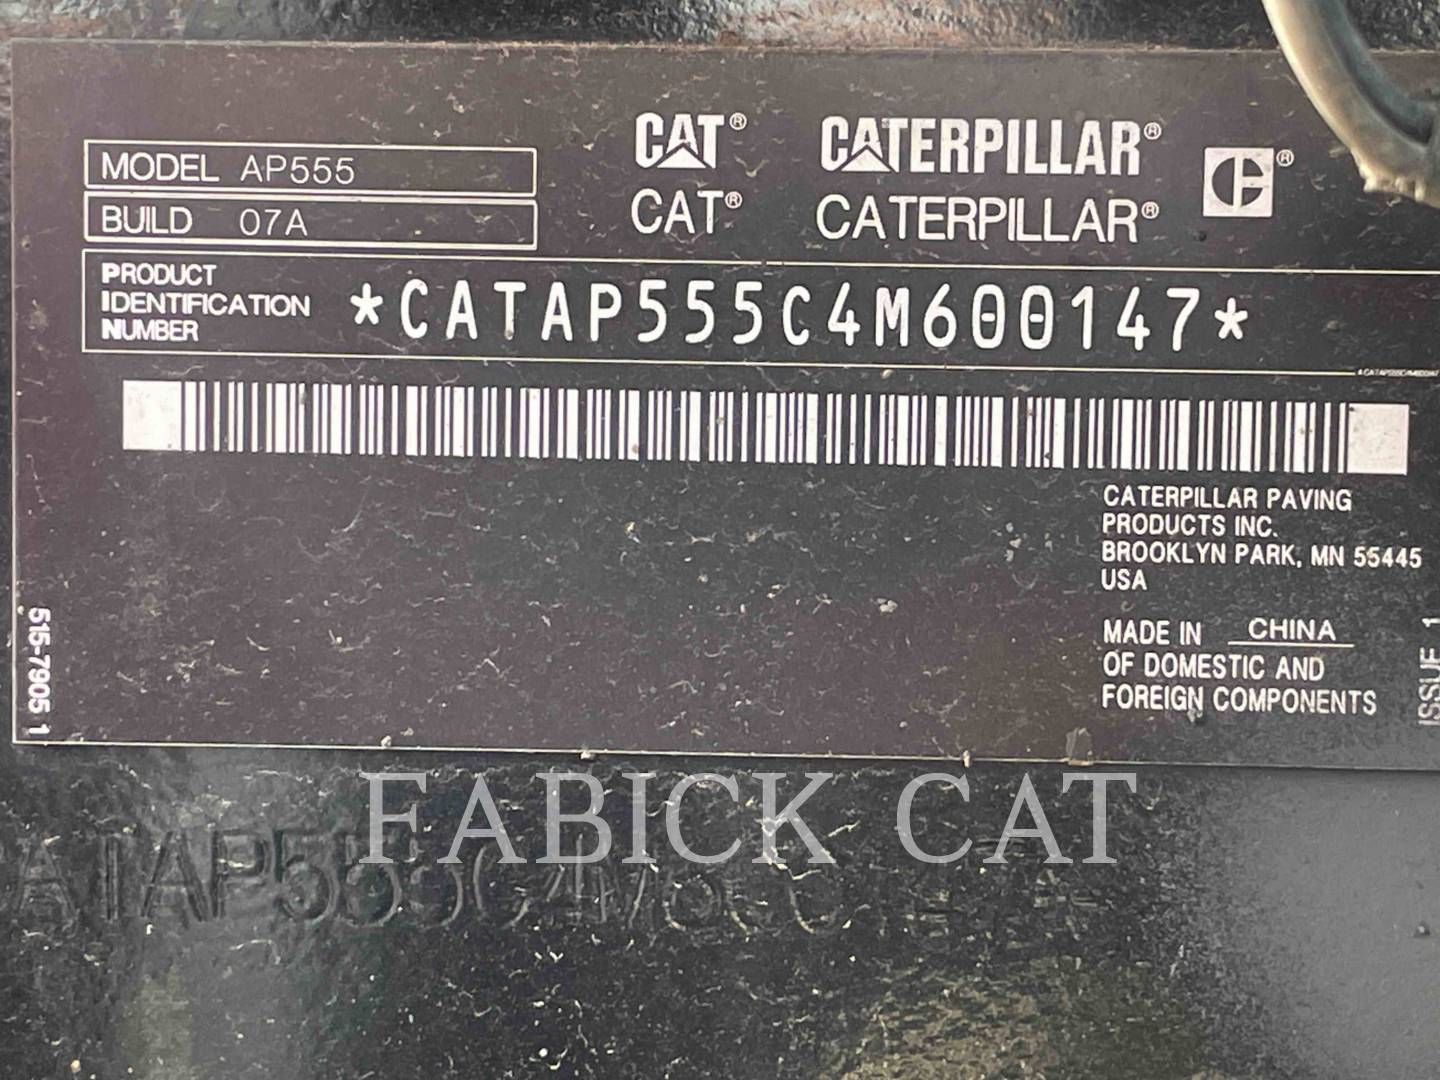 CAT® CATERPILLAR® ®
CAT® CATERPILLAR®
MODEL AP555
BUILD 07A
PRODUCT
IDENTIFICATION
NUMBER
*CATAP555C4M600147*
CATERPILLAR PAVING
PRODUCTS INC.
BROOKLYN PARK, MN 55445
USA
MADE IN CHINA
OF DOMESTIC AND
FOREIGN COMPONENTS
515-7905 1
ISSUE 1
FABICK CAT
ATAP555C4M6